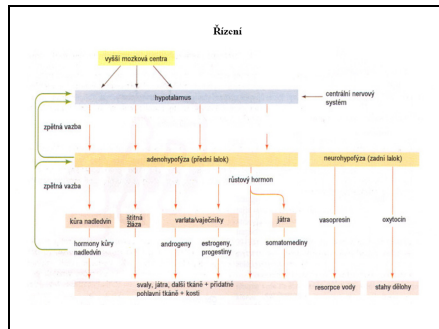 Řízení
vyšší mozková centra
hypotalamus
centrální nervový
systém
zpětná vazba
adenohypofýza (přední lalok)
neurohypofýza (zadní lalok)
zpětná vazba
růstový hormon
kůra nadledvin
štítná
žláza
varlata/vaječníky
játra
vasopresin
oxytocin
hormony kůry
nadledvin
androgeny
estrogeny,
progestiny
somatomediny
svaly, játra, další tkáně + přídatné
pohlavní tkáně + kosti
resorpce vody
stahy dělohy